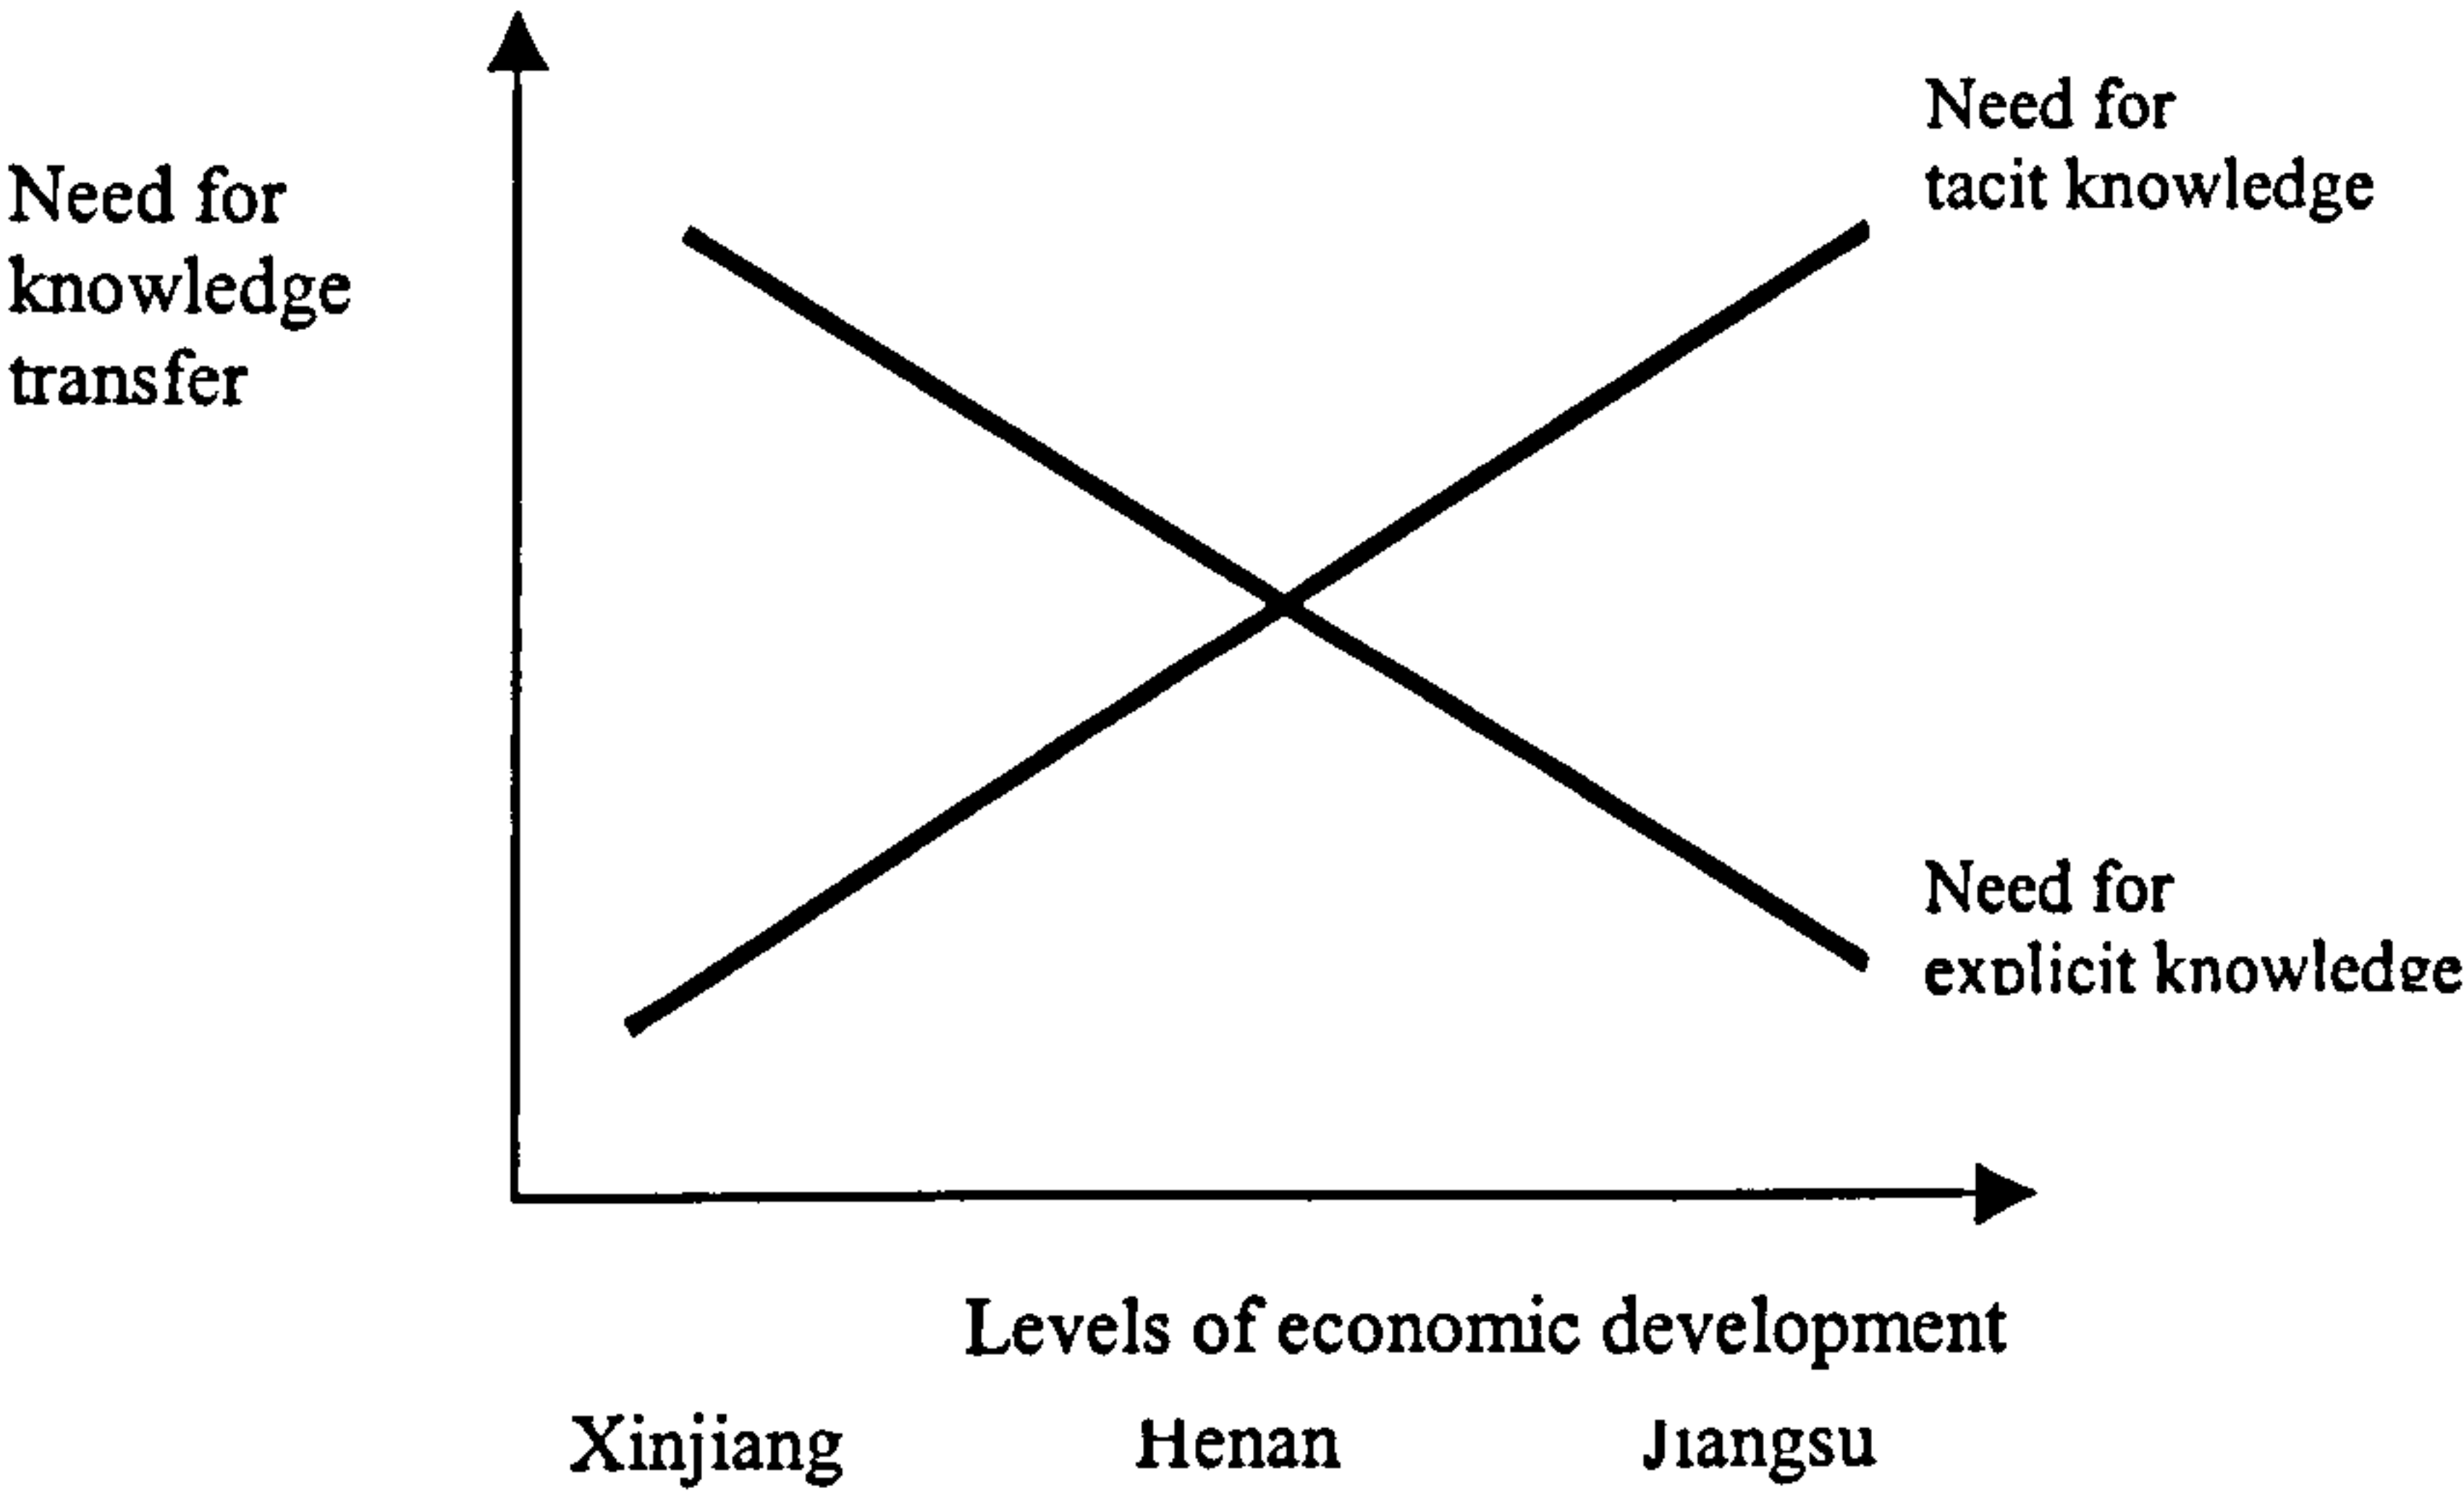 Need for
tacit knowledge
Need for
knowledge
transfer
Need for
explicit knowledge
Levels of economic development
Xinjiang Henan Jiangsu